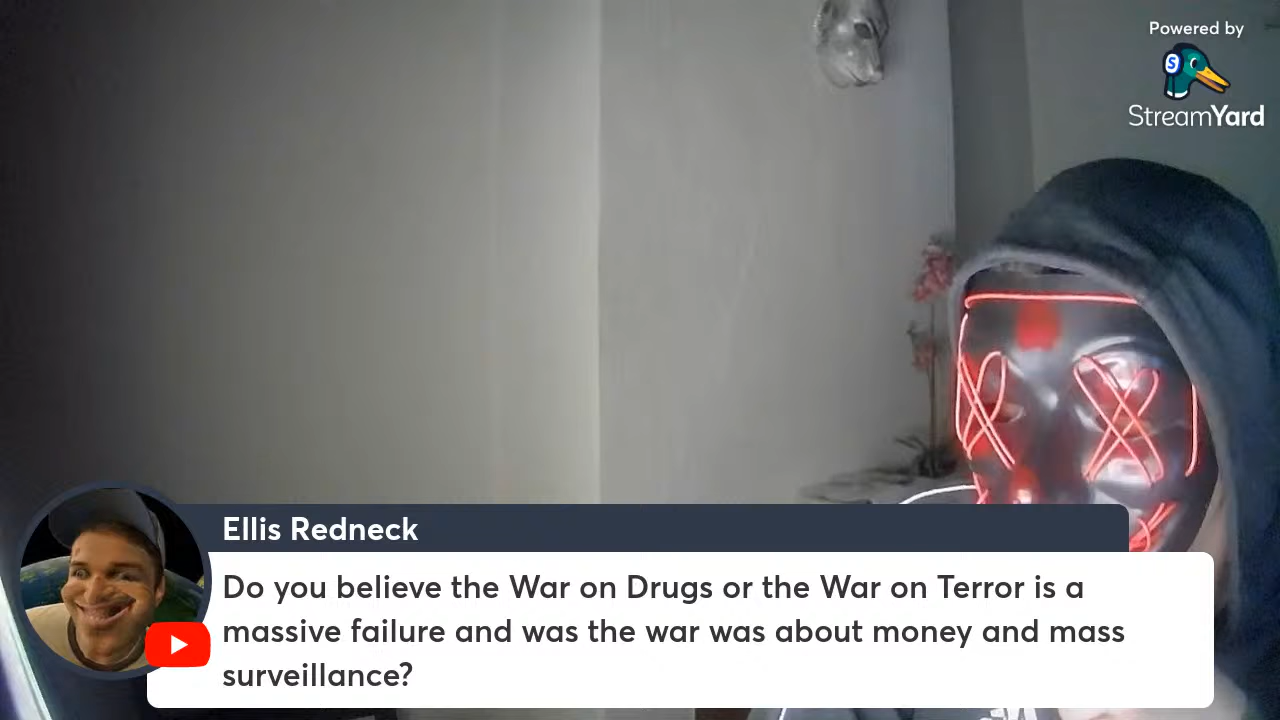 Powered by
StreamYard
Ellis Redneck
Do you believe the War on Drugs or the War on Terror is a
massive failure and was the war was about money and mass
surveillance?